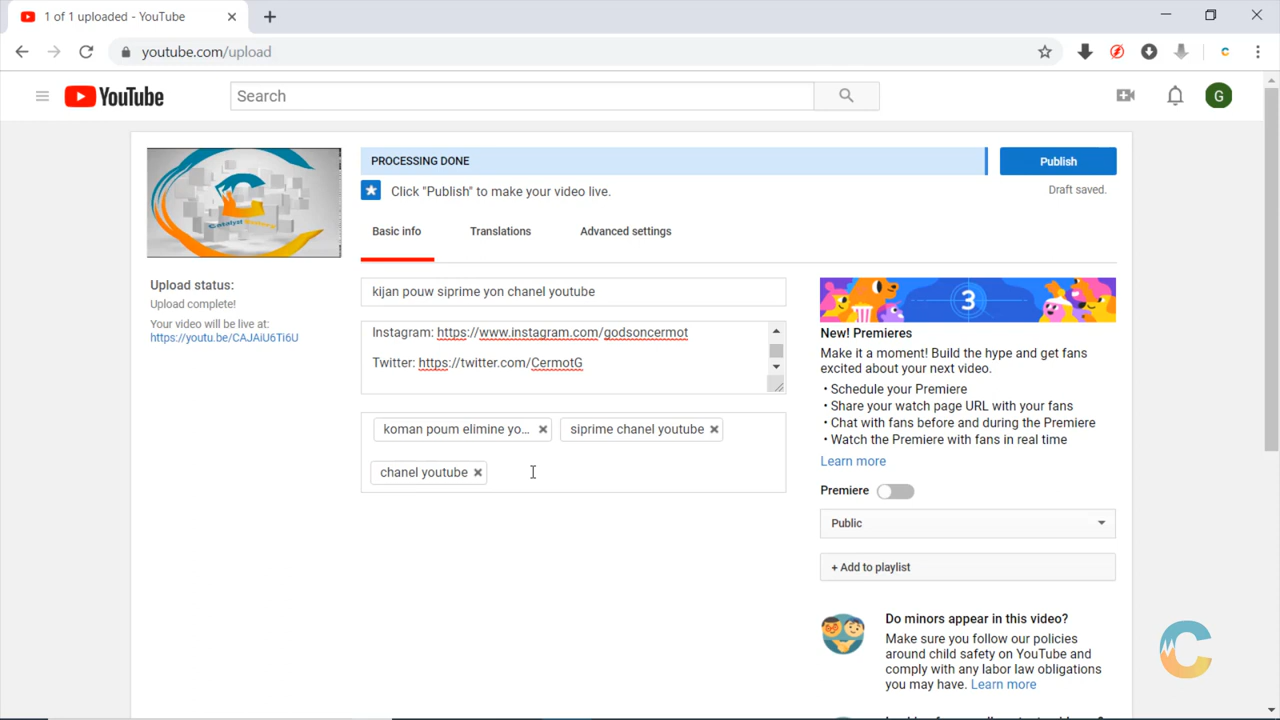 1 of 1 uploaded - YouTube
youtube.com/upload
YouTube
Search
G
PROCESSING DONE
Publish
Click "Publish" to make your video live.
Draft saved.
Catalyst
Basic info
Translations
Advanced settings
Upload status:
Upload complete!
Your video will be live at:
https://youtu.be/CAJAiU6Ti6U
kijan pouw siprime yon chanel youtube
Instagram: https://www.instagram.com/godsoncermot
Twitter: https://twitter.com/CermotG
koman poum elimine yo...
siprime chanel youtube
chanel youtube
3
New! Premieres
Make it a moment! Build the hype and get fans
excited about your next video.
• Schedule your Premiere
• Share your watch page URL with your fans
• Chat with fans before and during the Premiere
• Watch the Premiere with fans in real time
Learn more
Premiere
Public
+ Add to playlist
Do minors appear in this video?
Make sure you follow our policies
around child safety on YouTube and
comply with any labor law obligations
you may have. Learn more